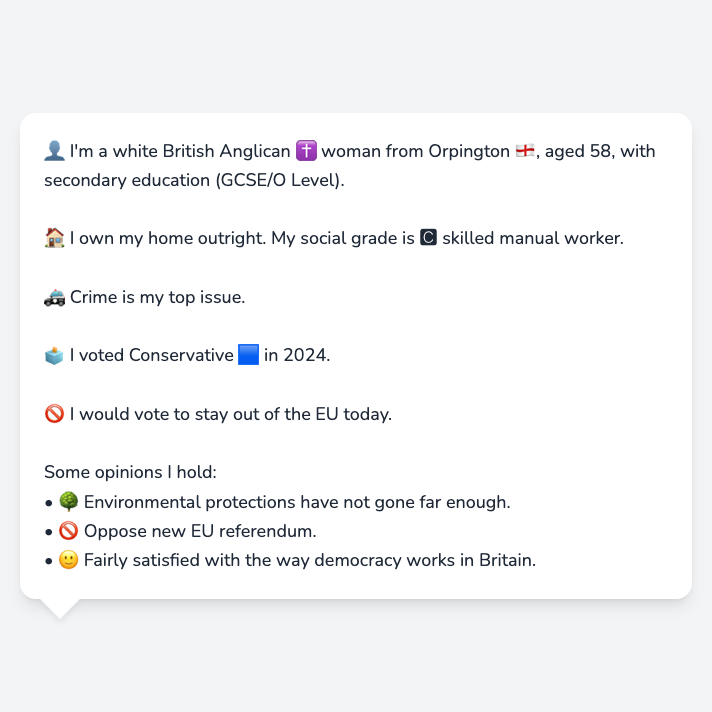 👤 I'm a white British Anglican ✝️ woman from Orpington 🏴󠁧󠁢󠁥󠁮󠁧󠁿, aged 58, with
secondary education (GCSE/O Level).
🏠 I own my home outright. My social grade is 🅲 skilled manual worker.
🚓 Crime is my top issue.
🗳️ I voted Conservative 🟦 in 2024.
🚫 I would vote to stay out of the EU today.
Some opinions I hold:
• 🌳 Environmental protections have not gone far enough.
• 🚫 Oppose new EU referendum.
• 🙂 Fairly satisfied with the way democracy works in Britain.